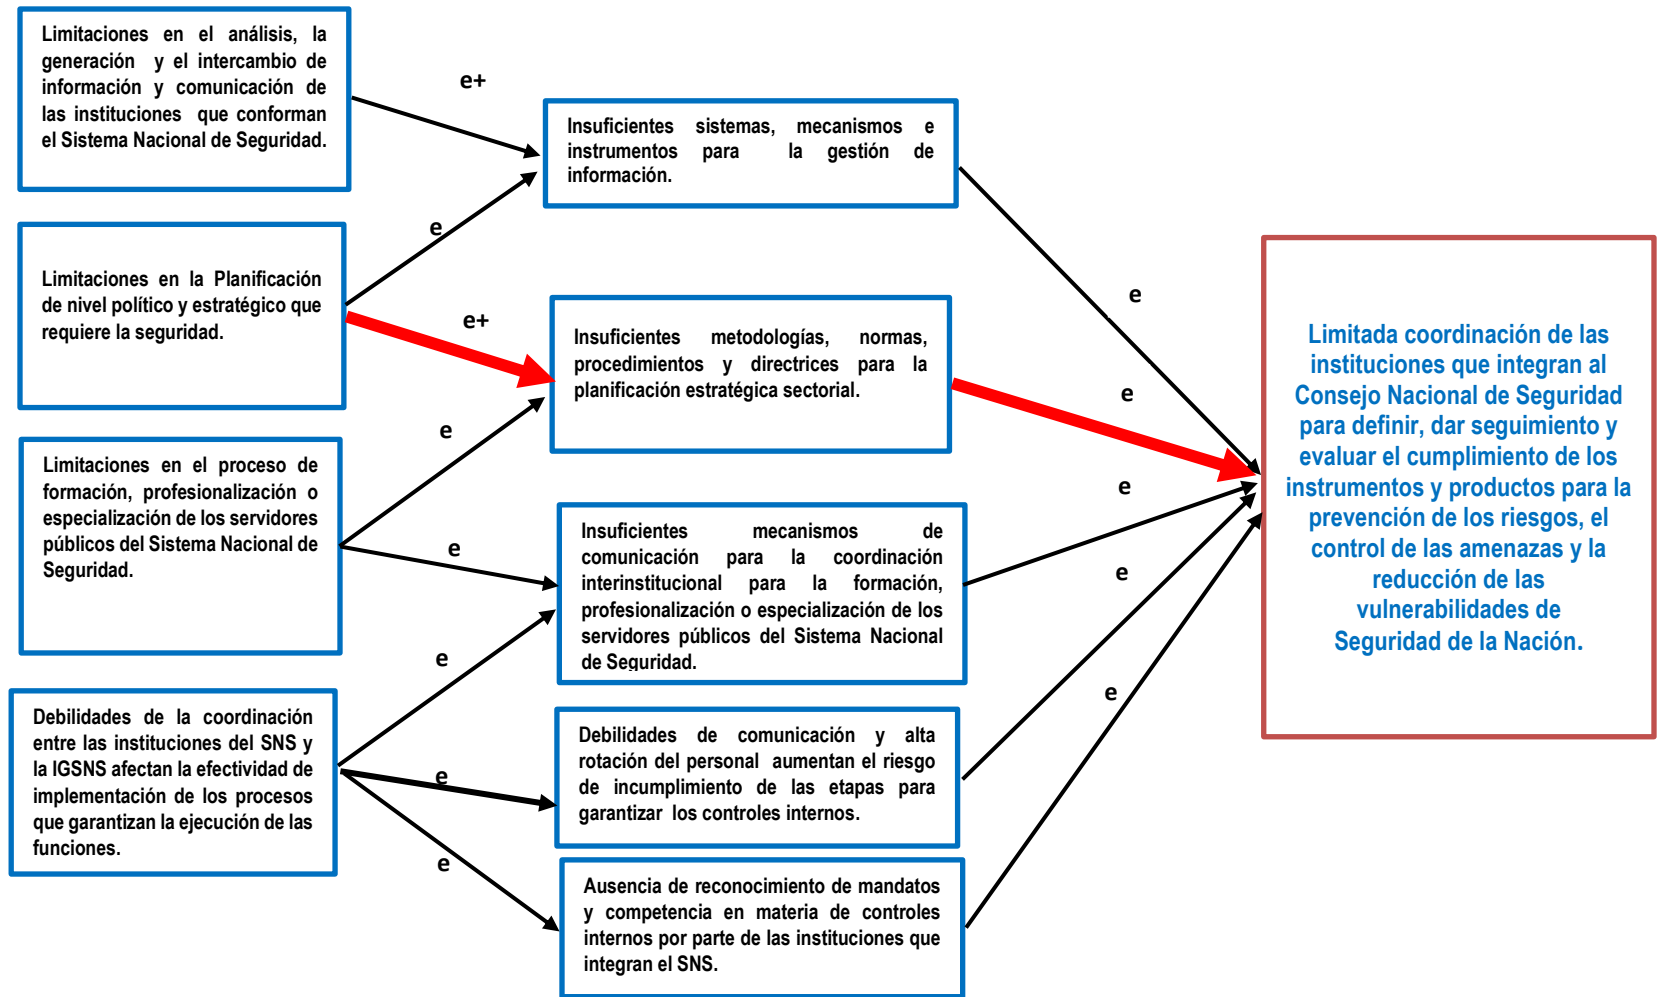 Limitaciones en el análisis, la
generación y el intercambio de
información y comunicación de
las instituciones que conforman
el Sistema Nacional de Seguridad.
e+
Insuficientes sistemas, mecanismos e
instrumentos para la gestión de
información.
e
Limitaciones en la Planificación
de nivel político y estratégico que
requiere la seguridad.
e+
Insuficientes metodologías, normas,
procedimientos y directrices para la
planificación estratégica sectorial.
e
e
Limitaciones en el proceso de
formación, profesionalización o
especialización de los servidores
públicos del Sistema Nacional de
Seguridad.
e
e
Insuficientes mecanismos de
comunicación para la coordinación
interinstitucional para la formación,
profesionalización o especialización de los
servidores públicos del Sistema Nacional
de Seguridad.
e
e
e
Debilidades de la coordinación
entre las instituciones del SNS y
la IGSNS afectan la efectividad de
implementación de los procesos
que garantizan la ejecución de las
funciones.
e
e
Debilidades de comunicación y alta
rotación del personal aumentan el riesgo
de incumplimiento de las etapas para
garantizar los controles internos.
e
Ausencia de reconocimiento de mandatos
y competencia en materia de controles
internos por parte de las instituciones que
integran el SNS.
Limitada coordinación de las
instituciones que integran al
Consejo Nacional de Seguridad
para definir, dar seguimiento y
evaluar el cumplimiento de los
instrumentos y productos para la
prevención de los riesgos, el
control de las amenazas y la
reducción de las
vulnerabilidades de
Seguridad de la Nación.